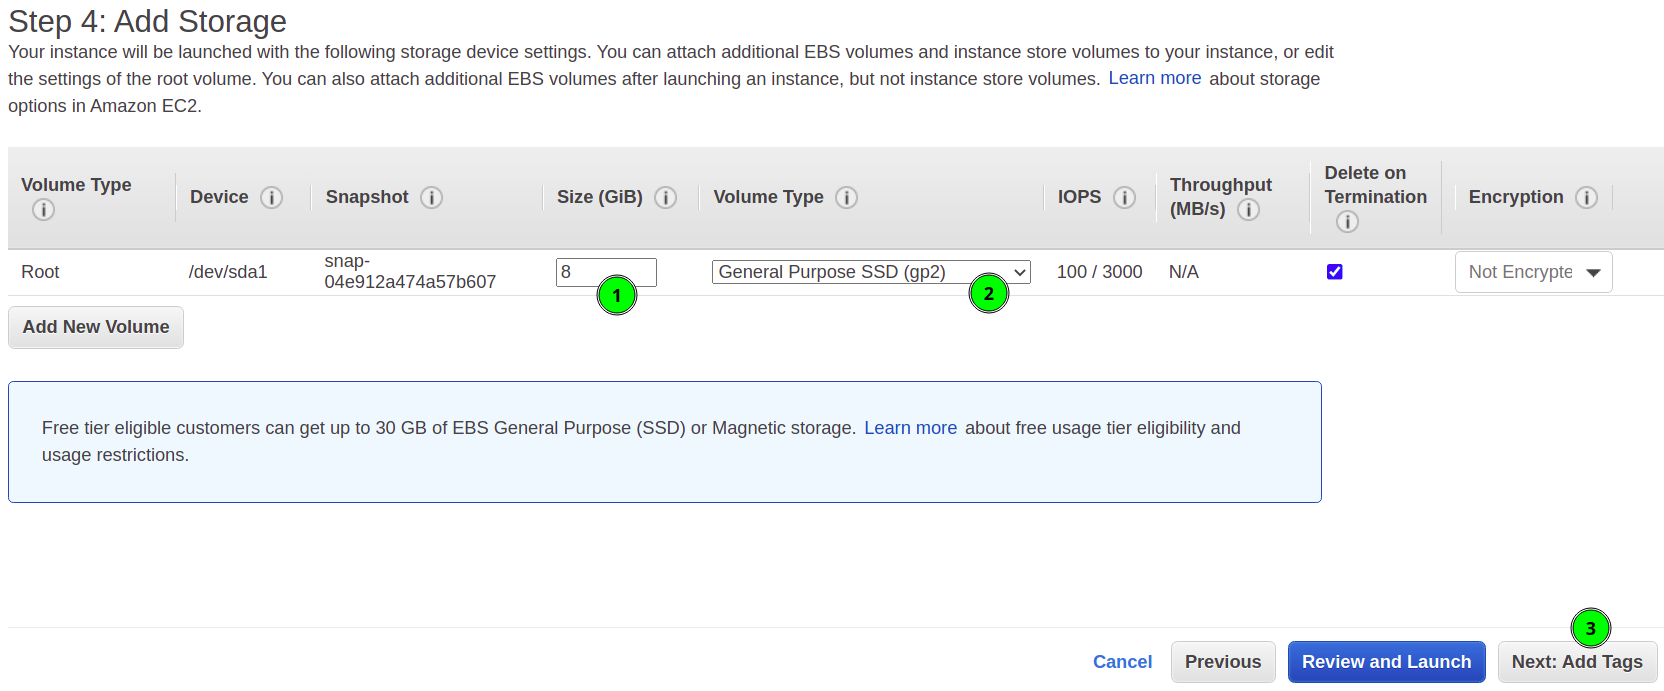 Step 4: Add Storage
Your instance will be launched with the following storage device settings. You can attach additional EBS volumes and instance store volumes to your instance, or edit
the settings of the root volume. You can also attach additional EBS volumes after launching an instance, but not instance store volumes. Learn more about storage
options in Amazon EC2.
Volume Type
Device
Snapshot
Size (GiB)
Volume Type
IOPS
Throughput
(MB/s)
Delete on
Termination
Encryption
Root
/dev/sda1
snap-
04e912a474a57b607
8
General Purpose SSD (gp2)
100 / 3000
N/A
Not Encrypte
1
2
Add New Volume
Free tier eligible customers can get up to 30 GB of EBS General Purpose (SSD) or Magnetic storage. Learn more about free usage tier eligibility and
usage restrictions.
3
Cancel
Previous
Review and Launch
Next: Add Tags